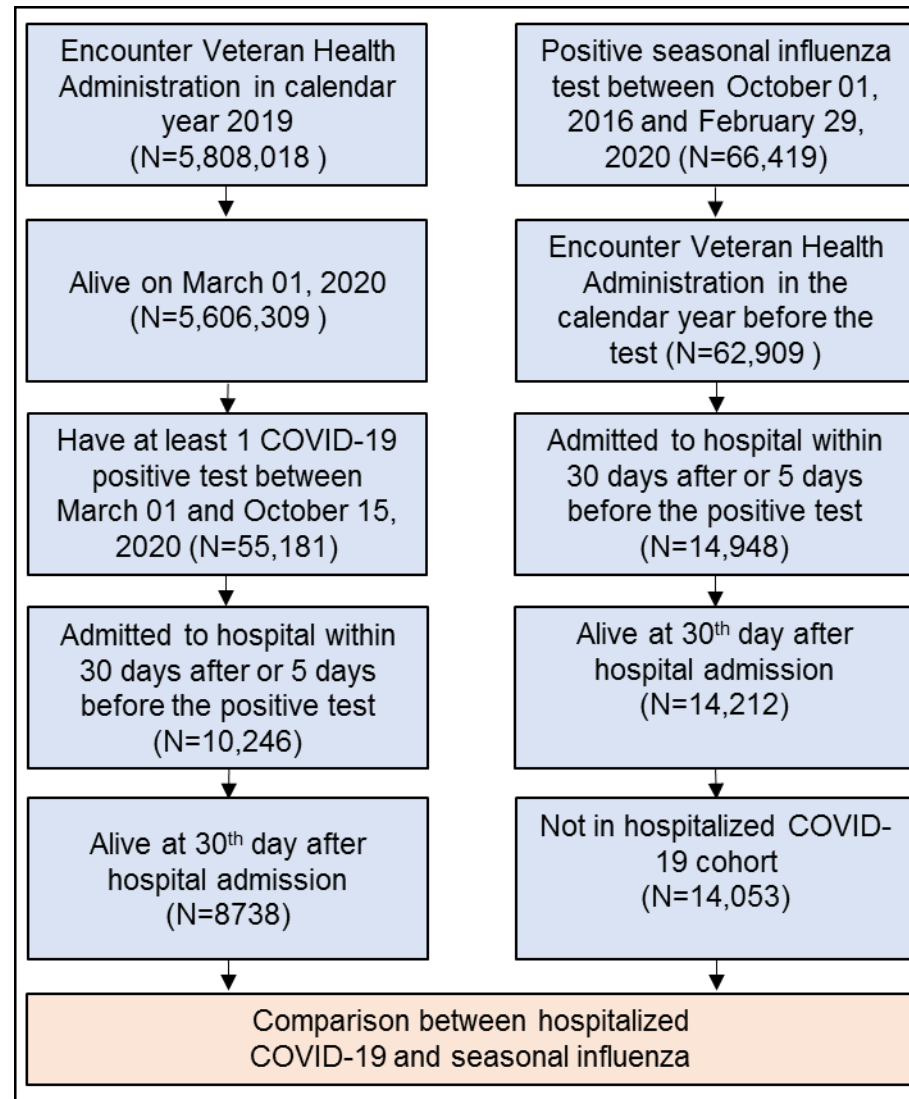 Encounter Veteran Health
Administration in calendar
year 2019
(N=5,808,018 )
Alive on March 01, 2020
(N=5,606,309 )
Have at least 1 COVID-19
positive test between
March 01 and October 15,
2020 (N=55,181)
Admitted to hospital within
30 days after or 5 days
before the positive test
(N=10,246)
Alive at 30th day after
hospital admission
(N=8738)
Positive seasonal influenza
test between October 01,
2016 and February 29,
2020 (N=66,419)
Encounter Veteran Health
Administration in the
calendar year before the
test (N=62,909 )
Admitted to hospital within
30 days after or 5 days
before the positive test
(N=14,948)
Alive at 30th day after
hospital admission
(N=14,212)
Not in hospitalized COVID-
19 cohort
(N=14,053)
Comparison between hospitalized
COVID-19 and seasonal influenza